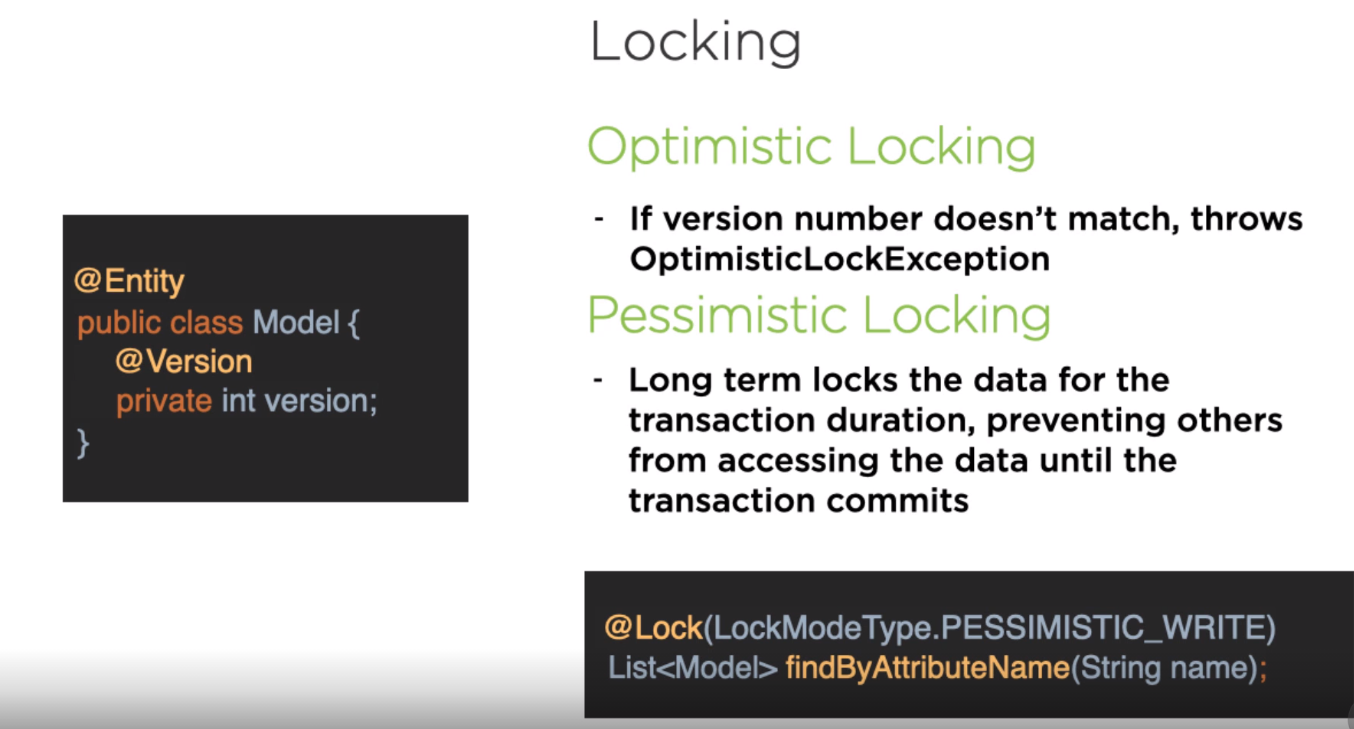 Locking
Optimistic Locking
- If version number doesn’t match, throws
OptimisticLockException
Pessimistic Locking
- Long term locks the data for the
transaction duration, preventing others
from accessing the data until the
transaction commits
@Entity
public class Model {
@Version
private int version;
}
@Lock(LockModeType.PESSIMISTIC_WRITE)
List<Model> findByAttributeName(String name);